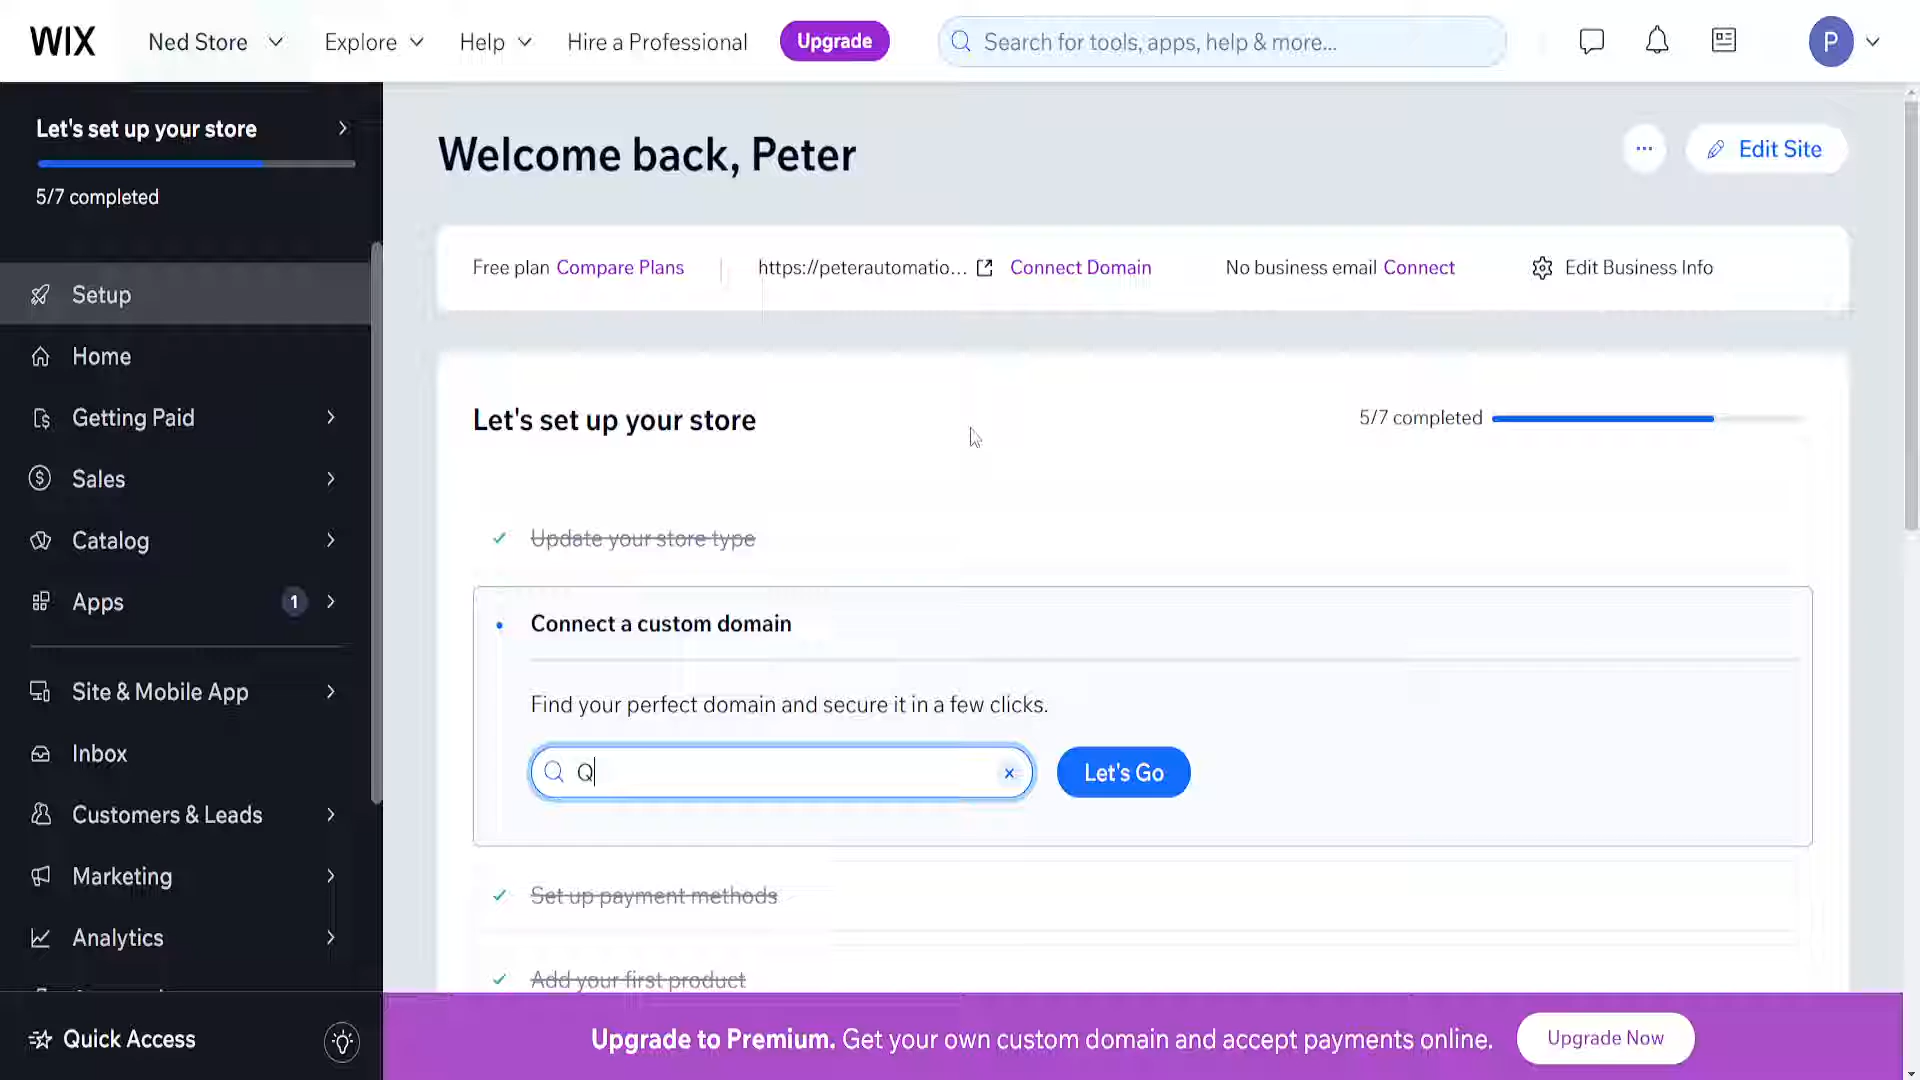 WIX Ned Store Explore Help Hire a Professional Upgrade Search for tools, apps, help & more... P
Let's set up your store
5/7 completed
Setup
Home
Getting Paid
Sales
Catalog
Apps 1
Site & Mobile App
Inbox
Customers & Leads
Marketing
Analytics
Quick Access
Welcome back, Peter
... Edit Site
Free plan Compare Plans https://peterautomatio... Connect Domain No business email Connect Edit Business Info
Let's set up your store 5/7 completed
Update your store type
Connect a custom domain
Find your perfect domain and secure it in a few clicks.
Q Let's Go
Set up payment methods
Add your first product
Upgrade to Premium. Get your own custom domain and accept payments online. Upgrade Now